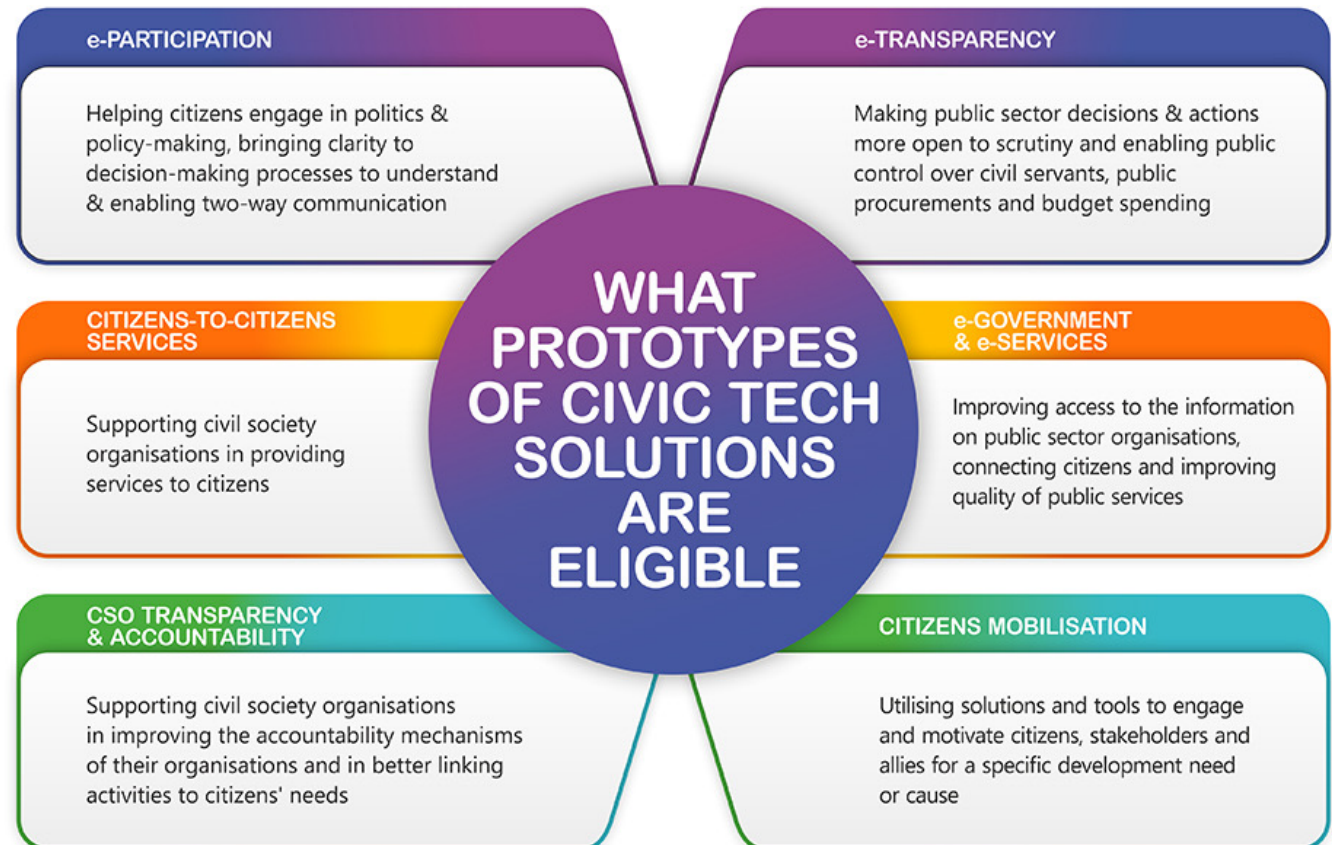 e-PARTICIPATION
Helping citizens engage in politics &
policy-making, bringing clarity to
decision-making processes to understand
& enabling two-way communication
e-TRANSPARENCY
Making public sector decisions & actions
more open to scrutiny and enabling public
control over civil servants, public
procurements and budget spending
WHAT
PROTOTYPES
OF CIVIC TECH
SOLUTIONS
ARE
ELIGIBLE
CITIZENS-TO-CITIZENS
SERVICES
Supporting civil society
organisations in providing
services to citizens
e-GOVERNMENT
& e-SERVICES
Improving access to the information
on public sector organisations,
connecting citizens and improving
quality of public services
CSO TRANSPARENCY
& ACCOUNTABILITY
Supporting civil society organisations
in improving the accountability mechanisms
of their organisations and in better linking
activities to citizens' needs
CITIZENS MOBILISATION
Utilising solutions and tools to engage
and motivate citizens, stakeholders and
allies for a specific development need
or cause